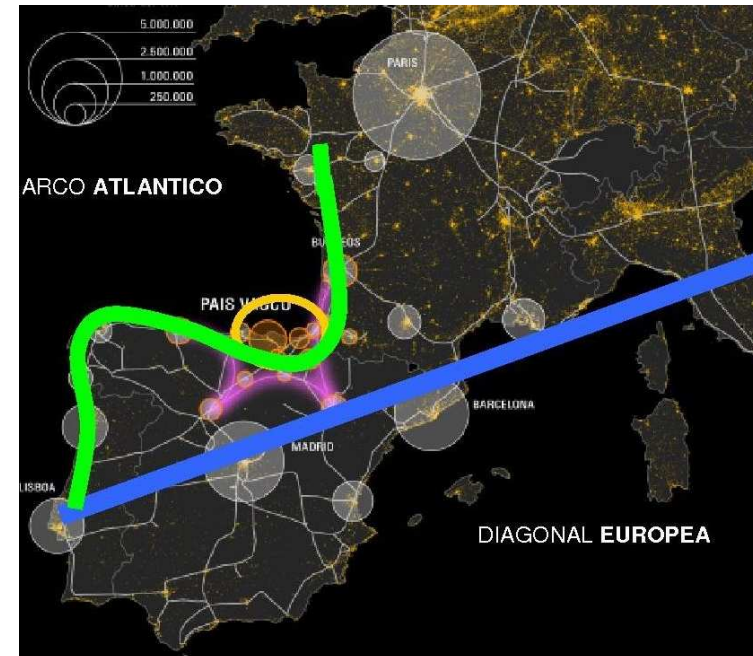 5.000.000
2.500.000
1.000.000
250.000
PARIS
ARCO ATLANTICO
PAIS VASCO
BARCELONA
MADRID
LISBOA
DIAGONAL EUROPEA